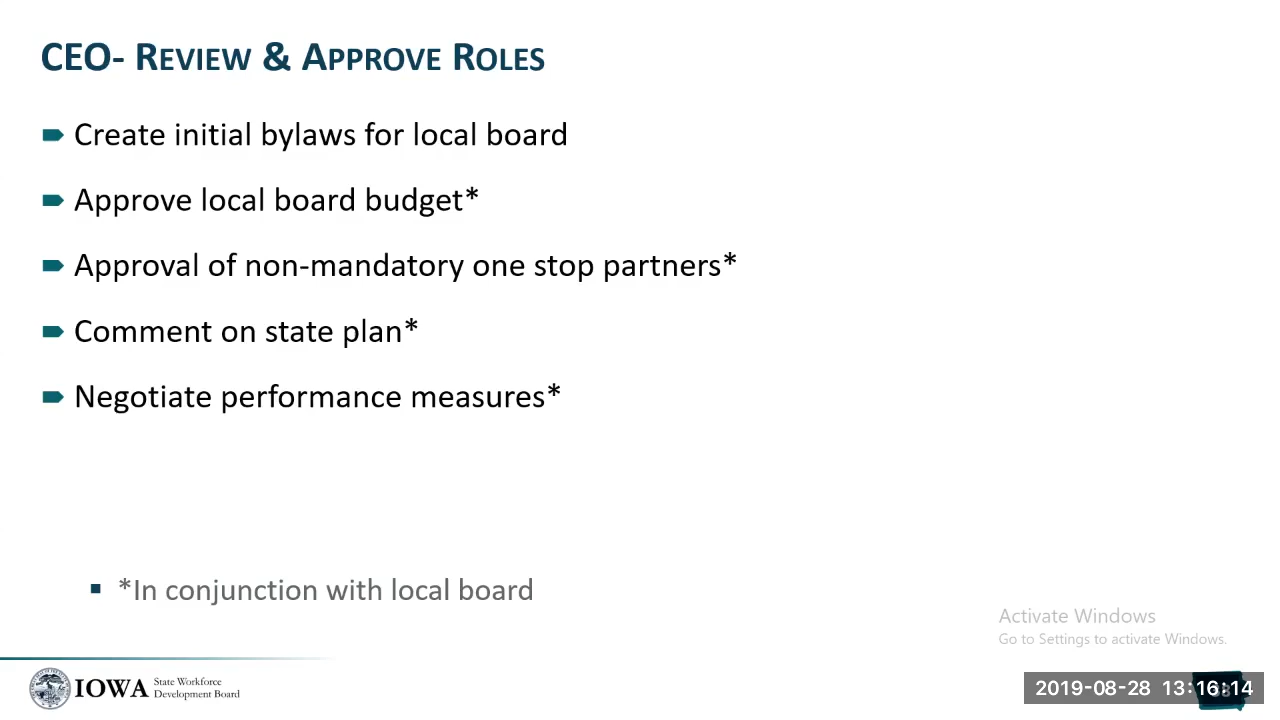 CEO- REVIEW & APPROVE ROLES
Create initial bylaws for local board
Approve local board budget*
Approval of non-mandatory one stop partners*
Comment on state plan*
Negotiate performance measures*
*In conjunction with local board
Activate Windows
Go to Settings to activate Windows.
IOWA State Workforce
Development Board
2019-08-28 13:16:14